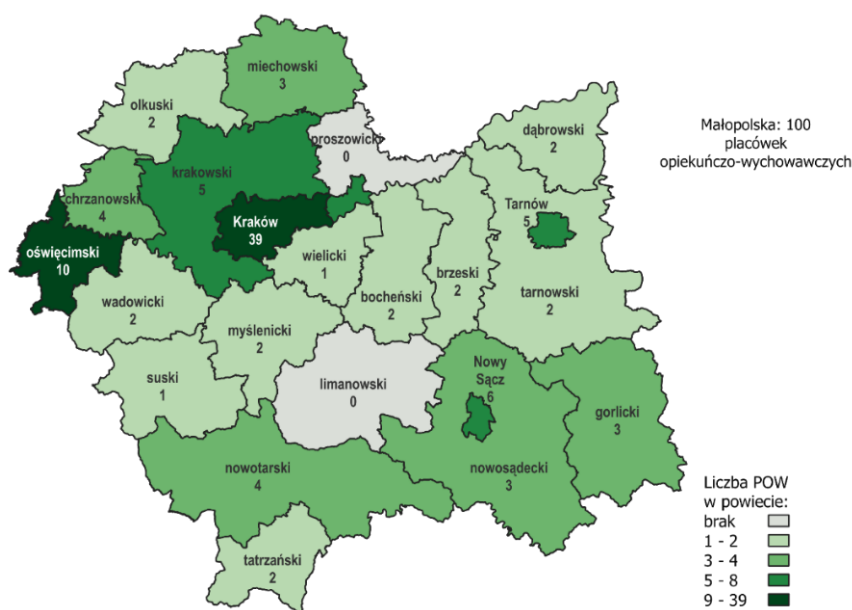 miechowski
3
olkuski
2
proszowicki
0
dąbrowski
2
Małopolska: 100
placówek
opiekuńczo-wychowawczych
krakowski
5
chrzanowski
4
Tarnów
5
Kraków
39
oświęcimski
10
wielicki
1
bocheński
2
brzeski
2
tarnowski
2
wadowicki
2
myślenicki
2
suski
1
limanowski
0
Nowy
Sącz
6
gorlicki
3
nowotarski
4
nowosądecki
3
tatrzański
2
Liczba POW
w powiecie:
brak
1 - 2
3 - 4
5 - 8
9 - 39